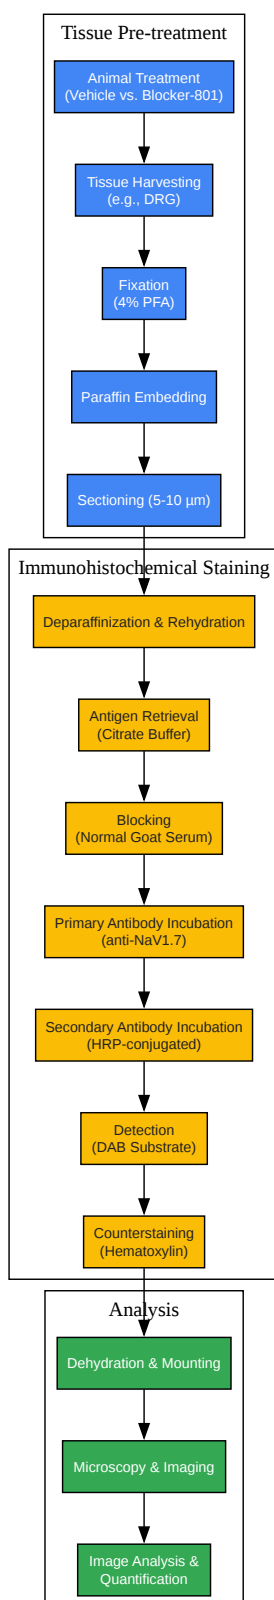 Tissue Pre-treatment
Animal Treatment
(Vehicle vs. Blocker-801)
Tissue Harvesting
(e.g., DRG)
Fixation
(4% PFA)
Paraffin Embedding
Sectioning (5-10 µm)
Immunohistochemical Staining
Deparaffinization & Rehydration
Antigen Retrieval
(Citrate Buffer)
Blocking
(Normal Goat Serum)
Primary Antibody Incubation
(anti-NaV1.7)
Secondary Antibody Incubation
(HRP-conjugated)
Detection
(DAB Substrate)
Counterstaining
(Hematoxylin)
Analysis
Dehydration & Mounting
Microscopy & Imaging
Image Analysis &
Quantification